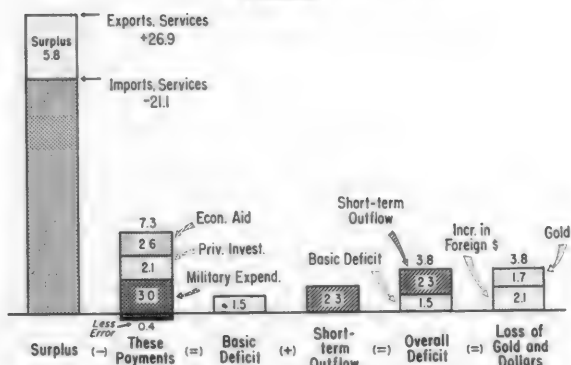 Exports, Services
+26.9
Surplus
5.8
Imports, Services
-21.1
7.3
Econ. Aid
2.6
Priv. Invest.
2.1
Military Expend.
3.0
Less
Error
0.4
1.5
2.3
Short-term
Outflow
Basic Deficit
3.8
2.3
1.5
Incr. in
Foreign $
3.8
Gold
1.7
2.1
Surplus (-) These Payments (=) Basic Deficit (+) Short-term Outflow (=) Overall Deficit (=) Loss of Gold and Dollars